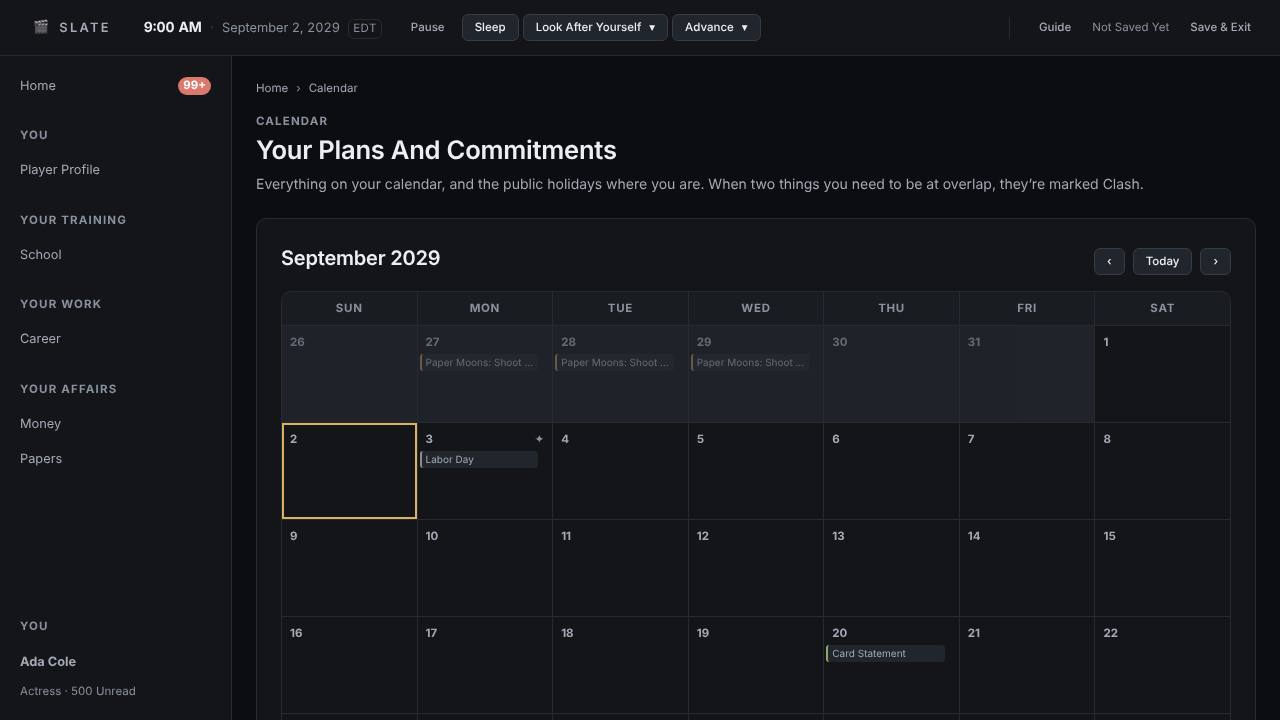 SLATE 9:00 AM · September 2, 2029 EDT Pause Sleep Look After Yourself ▾ Advance ▾ Guide Not Saved Yet Save & Exit
Home 99+
YOU
Player Profile
YOUR TRAINING
School
YOUR WORK
Career
YOUR AFFAIRS
Money
Papers
YOU
Ada Cole
Actress · 500 Unread
Home › Calendar
CALENDAR
Your Plans And Commitments
Everything on your calendar, and the public holidays where you are. When two things you need to be at overlap, they’re marked Clash.
September 2029 ‹ Today ›
SUN MON TUE WED THU FRI SAT
26 27 28 29 30 31 1
Paper Moons: Shoot ... Paper Moons: Shoot ... Paper Moons: Shoot ...
2 3 ✦ 4 5 6 7 8
Labor Day
9 10 11 12 13 14 15
16 17 18 19 20 21 22
Card Statement